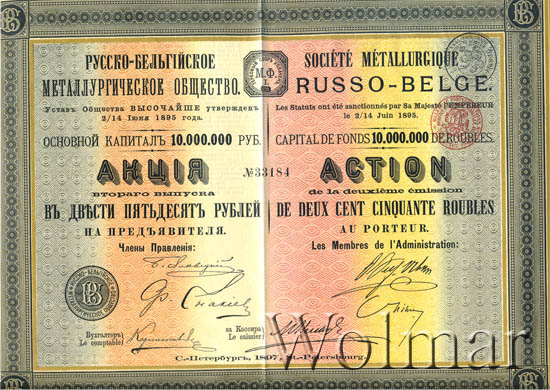 РУССКО-БЕЛЬГІЙСКОЕ
МЕТАЛЛУРГИЧЕСКОЕ ОБЩЕСТВО.
Уставъ Общества ВЫСОЧАЙШЕ утвержденъ
2/14 Іюня 1895 года.
ОСНОВНОЙ КАПИТАЛЪ 10.000.000 РУБ.
АКЦІЯ
втораго выпуска
ВЪ ДВѢСТИ ПЯТЬДЕСЯТЪ РУБЛЕЙ
НА ПРЕДЪЯВИТЕЛЯ.
Члены Правленія:
Бухгалтеръ
Le comptable
М.Ф.
№33184
SOCIÉTÉ MÉTALLURGIQUE
RUSSO-BELGE.
Les Statuts ont été sanctionnés par Sa Majesté l'EMPEREUR
le 2/14 Juin 1895.
CAPITAL DE FONDS 10,000,000 DE ROUBLES.
ACTION
de la deuxième émission
DE DEUX CENT CINQUANTE ROUBLES
AU PORTEUR.
Les Membres de l'Administration:
за Кассира
Le caissier
С.-Петербургъ, 1897, St.-Petersbourg.
Wolmar